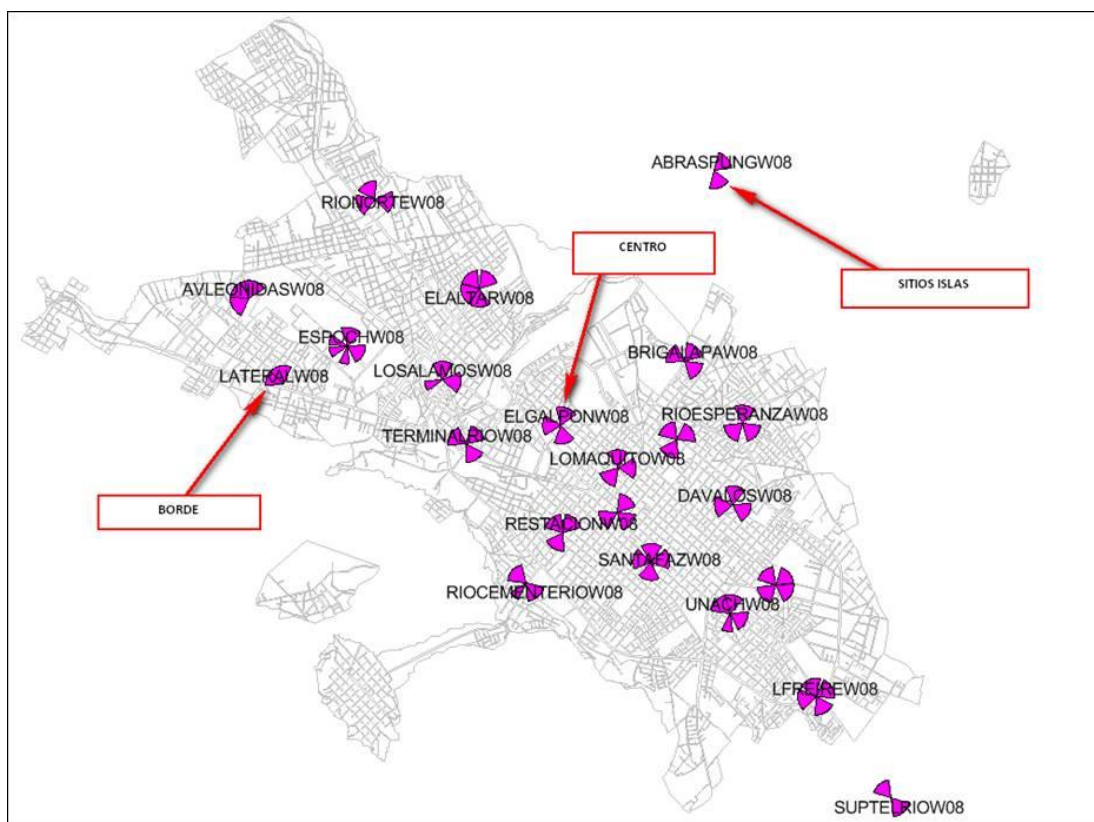 ABRASPUNGW08
RIONORTEW08
CENTRO
SITIOS ISLAS
AVLEONIDASW08
ELALTARW08
ESPOCHW08
BRIGALAPAW08
LATERALW08
LOSALAMOSW08
ELGALPONW08
RIOESPERANZAW08
TERMINALRIOW08
LOMAQUITOW08
DAVALOSW08
BORDE
RESTACIONW08
SANTAFAZW08
RIOCEMENTERIOW08
UNACHW08
LFREIREW08